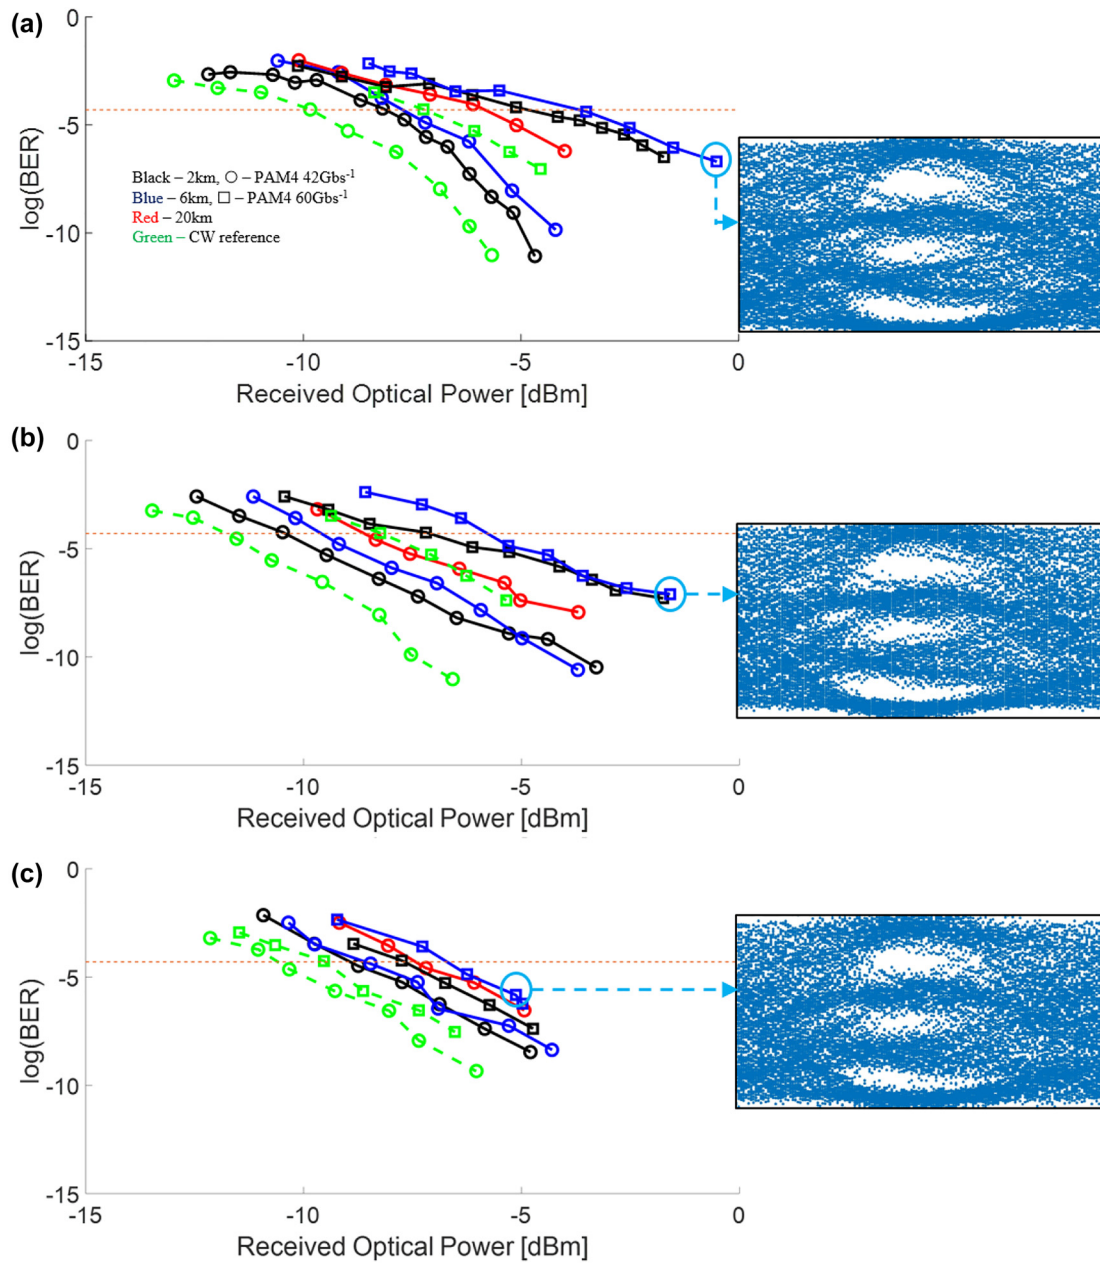 (a)
0
-5
-10
-15
log(BER)
Black – 2km, ○ – PAM4 42Gbs⁻¹
Blue – 6km, □ – PAM4 60Gbs⁻¹
Red – 20km
Green – CW reference
-15 -10 -5 0
Received Optical Power [dBm]
(b)
0
-5
-10
-15
log(BER)
-15 -10 -5 0
Received Optical Power [dBm]
(c)
0
-5
-10
-15
log(BER)
-15 -10 -5 0
Received Optical Power [dBm]